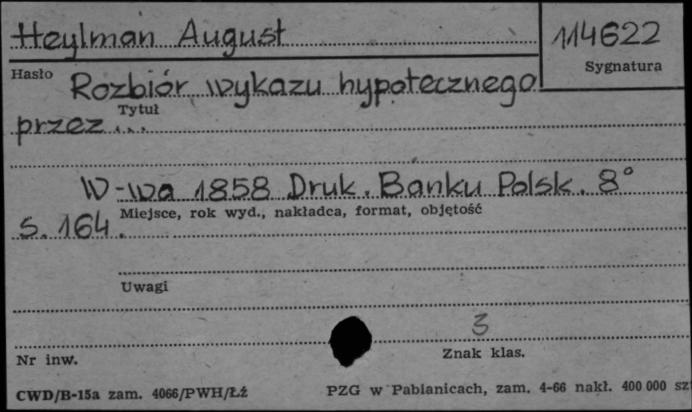 Heylman August
114622
Hasło
Sygnatura
Rozbiór wykazu hypotecznego
Tytuł
przez...
W-wa 1858 Druk. Banku Polsk. 8°
Miejsce, rok wyd., nakładca, format, objętość
s. 164.
Uwagi
3
Nr inw.
Znak klas.
CWD/B-15a zam. 4066/PWH/Łź
PZG w Pabianicach, zam. 4-66 nakł. 400 000 szt